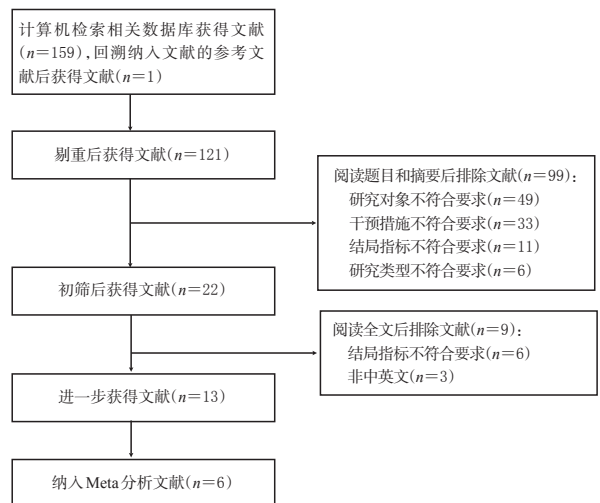 计算机检索相关数据库获得文献
(n=159),回溯纳入文献的参考文
献后获得文献(n=1)
剔重后获得文献(n=121)
阅读题目和摘要后排除文献(n=99):
研究对象不符合要求(n=49)
干预措施不符合要求(n=33)
结局指标不符合要求(n=11)
研究类型不符合要求(n=6)
初筛后获得文献(n=22)
阅读全文后排除文献(n=9):
结局指标不符合要求(n=6)
非中英文(n=3)
进一步获得文献(n=13)
纳入Meta分析文献(n=6)